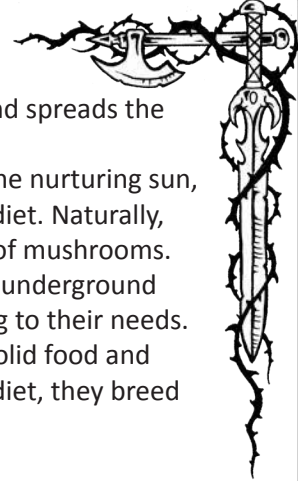 nd spreads the
ne nurturing sun,
diet. Naturally,
of mushrooms.
underground
g to their needs.
olid food and
diet, they breed